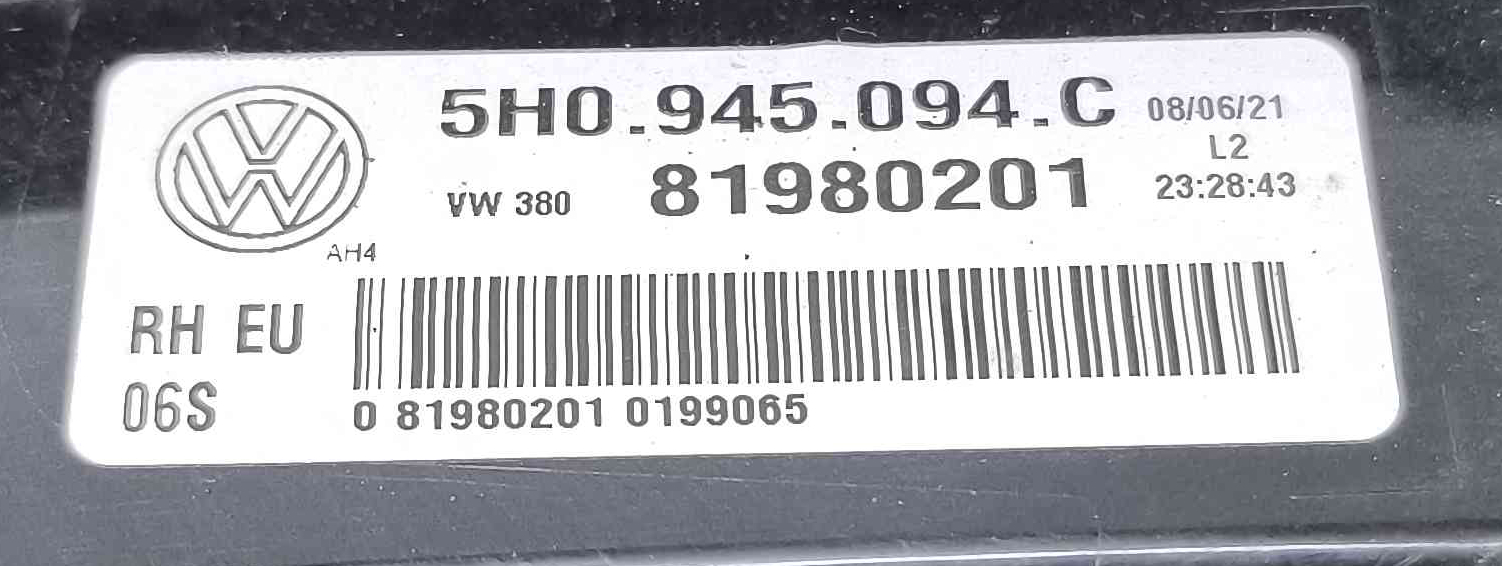 5H0.945.094.C
08/06/21
L2
VW 380
81980201
23:28:43
AH4
RH EU
06S
0 81980201 0199065